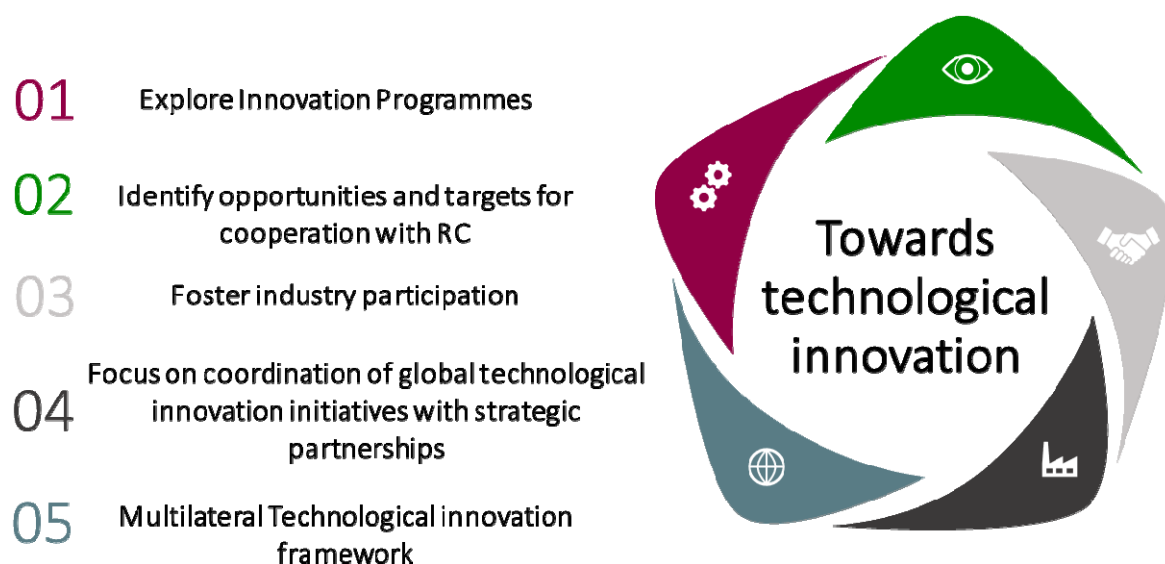 01
Explore Innovation Programmes
02
Identify opportunities and targets for
cooperation with RC
03
Foster industry participation
04
Focus on coordination of global technological
innovation initiatives with strategic
partnerships
05
Multilateral Technological innovation
framework
Towards
technological
innovation